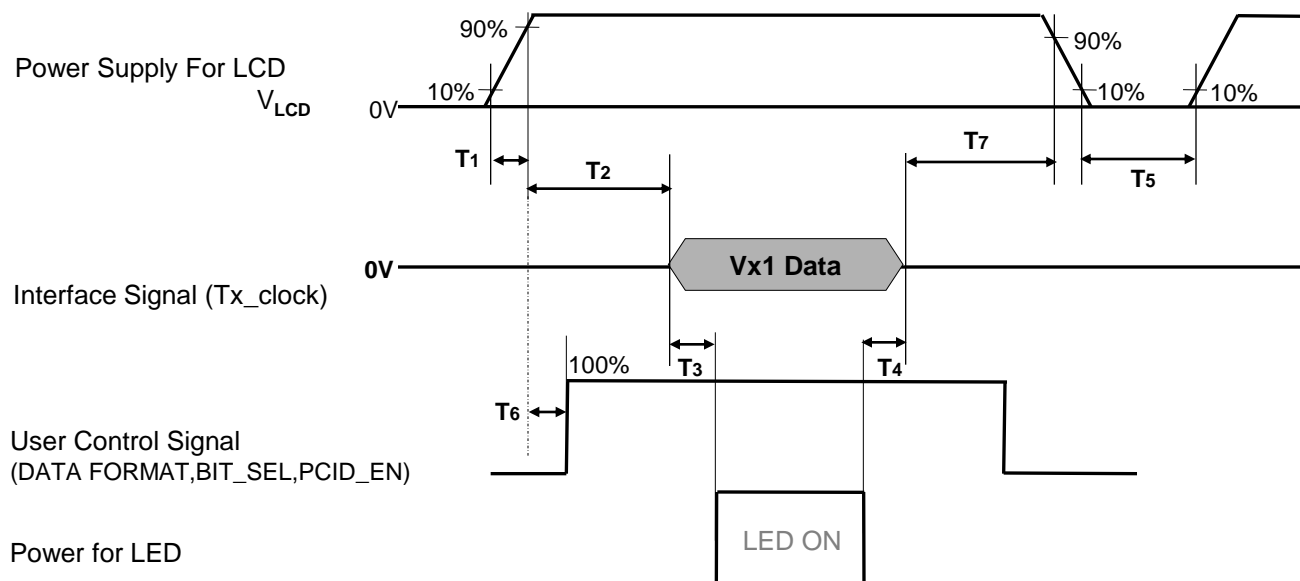 90%
90%
Power Supply For LCD
10%
10%
10%
VLCD
0V
T1
T2
T7
T5
0V
Vx1 Data
Interface Signal (Tx_clock)
100%
T3
T4
T6
User Control Signal
(DATA FORMAT,BIT_SEL,PCID_EN)
LED ON
Power for LED